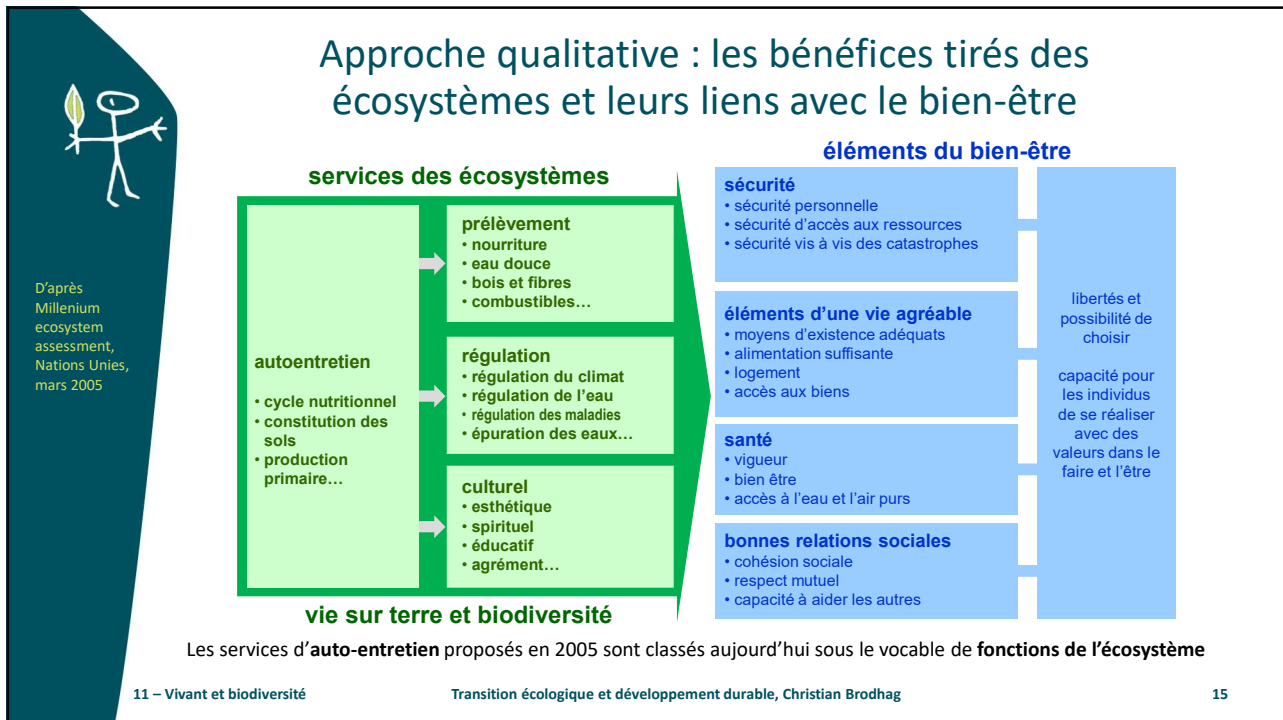 Approche qualitative : les bénéfices tirés des
écosystèmes et leurs liens avec le bien-être
D'après
Millenium
ecosystem
assessment,
Nations Unies,
mars 2005
services des écosystèmes
autoentretien
• cycle nutritionnel
• constitution des
sols
• production
primaire…
prélèvement
• nourriture
• eau douce
• bois et fibres
• combustibles…
régulation
• régulation du climat
• régulation de l'eau
• régulation des maladies
• épuration des eaux…
culturel
• esthétique
• spirituel
• éducatif
• agrément…
vie sur terre et biodiversité
éléments du bien-être
sécurité
• sécurité personnelle
• sécurité d'accès aux ressources
• sécurité vis à vis des catastrophes
éléments d'une vie agréable
• moyens d'existence adéquats
• alimentation suffisante
• logement
• accès aux biens
santé
• vigueur
• bien être
• accès à l'eau et l'air purs
bonnes relations sociales
• cohésion sociale
• respect mutuel
• capacité à aider les autres
libertés et
possibilité de
choisir
capacité pour
les individus
de se réaliser
avec des
valeurs dans le
faire et l'être
Les services d'auto-entretien proposés en 2005 sont classés aujourd'hui sous le vocable de fonctions de l'écosystème
11 – Vivant et biodiversité
Transition écologique et développement durable, Christian Brodhag
15